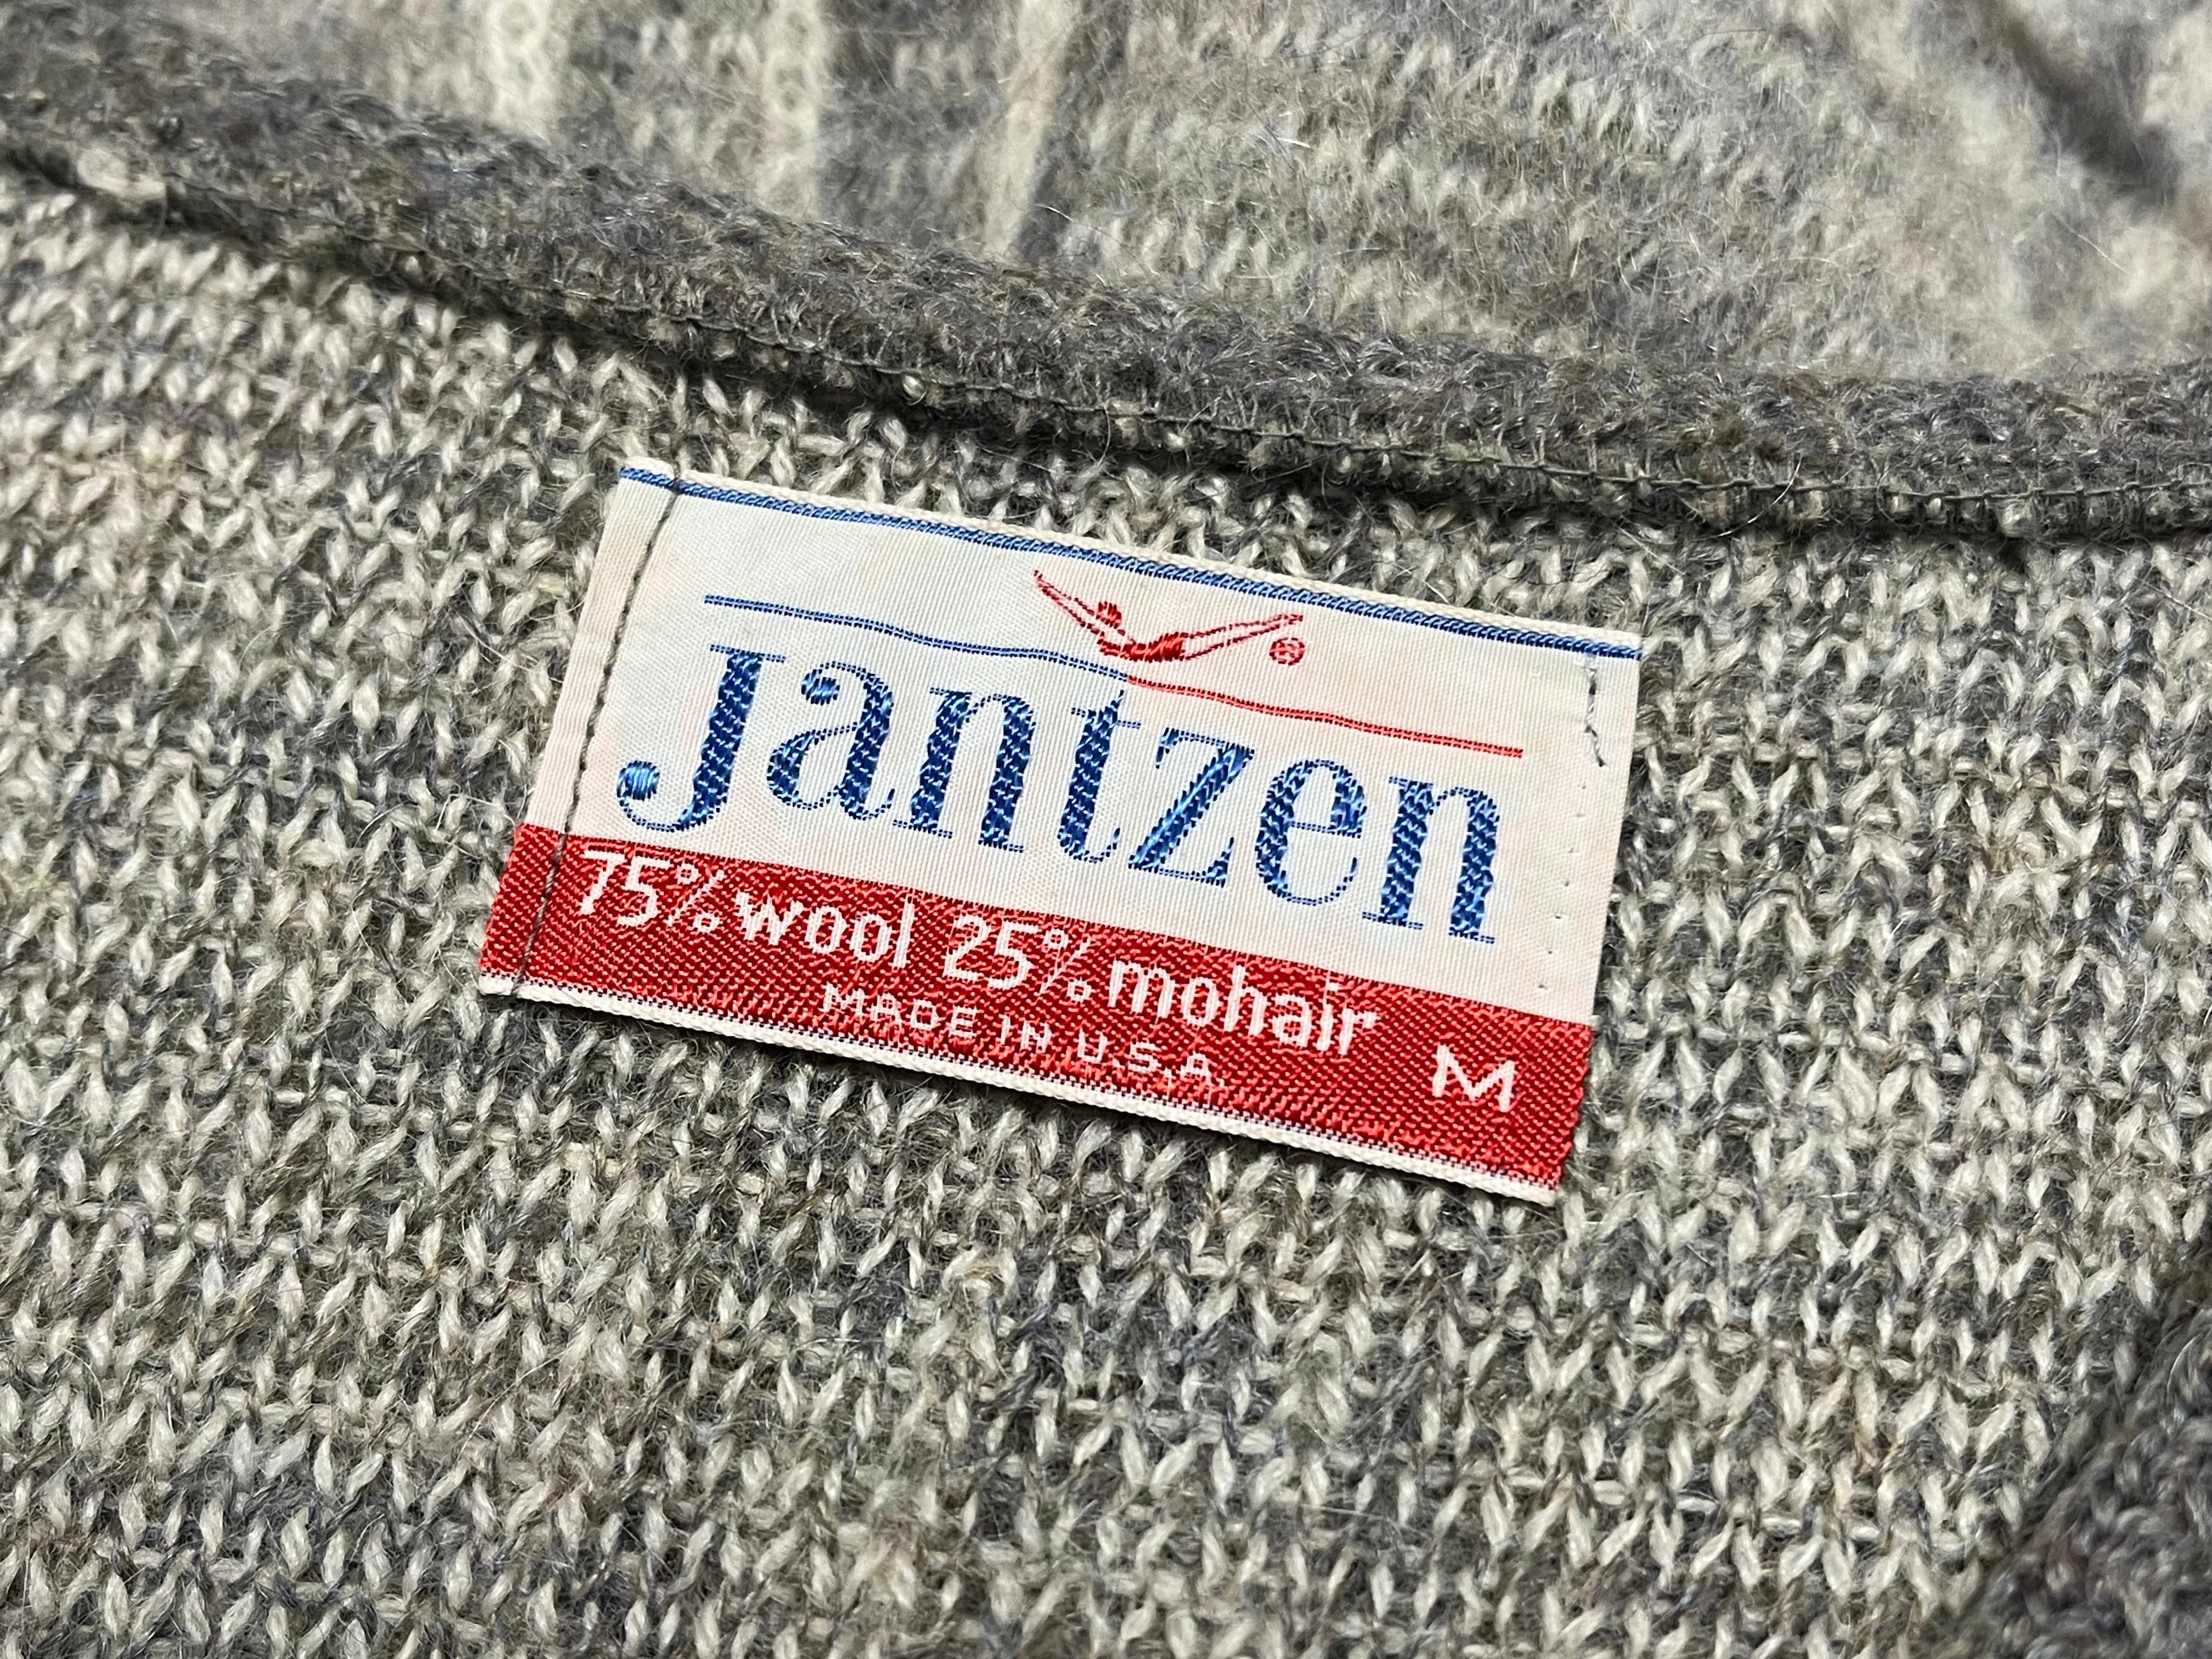 Jantzen
75% wool 25% mohair
MADE IN U.S.A.
M